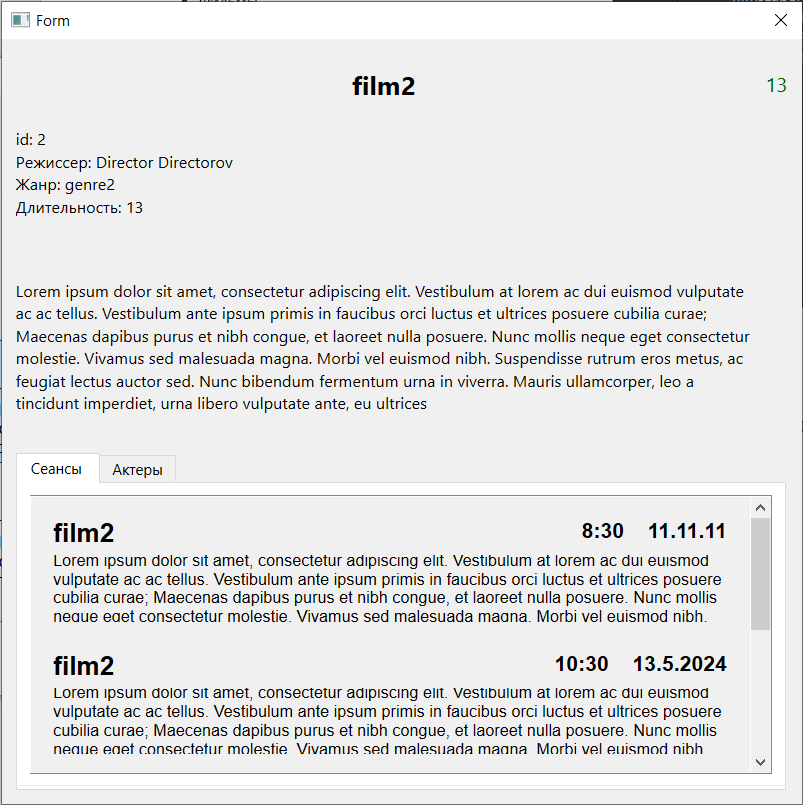 Form
film2
13
id: 2
Режиссер: Director Directorov
Жанр: genre2
Длительность: 13
Lorem ipsum dolor sit amet, consectetur adipiscing elit. Vestibulum at lorem ac dui euismod vulputate
ac ac tellus. Vestibulum ante ipsum primis in faucibus orci luctus et ultrices posuere cubilia curae;
Maecenas dapibus purus et nibh congue, et laoreet nulla posuere. Nunc mollis neque eget consectetur
molestie. Vivamus sed malesuada magna. Morbi vel euismod nibh. Suspendisse rutrum eros metus, ac
feugiat lectus auctor sed. Nunc bibendum fermentum urna in viverra. Mauris ullamcorper, leo a
tincidunt imperdiet, urna libero vulputate ante, eu ultrices
Сеансы Актеры
film2 8:30 11.11.11
Lorem ipsum dolor sit amet, consectetur adipiscing elit. Vestibulum at lorem ac dui euismod
vulputate ac ac tellus. Vestibulum ante ipsum primis in faucibus orci luctus et ultrices posuere
cubilia curae; Maecenas dapibus purus et nibh congue, et laoreet nulla posuere. Nunc mollis
neque eget consectetur molestie. Vivamus sed malesuada magna. Morbi vel euismod nibh.
film2 10:30 13.5.2024
Lorem ipsum dolor sit amet, consectetur adipiscing elit. Vestibulum at lorem ac dui euismod
vulputate ac ac tellus. Vestibulum ante ipsum primis in faucibus orci luctus et ultrices posuere
cubilia curae; Maecenas dapibus purus et nibh congue, et laoreet nulla posuere. Nunc mollis
neque eget consectetur molestie. Vivamus sed malesuada magna. Morbi vel euismod nibh